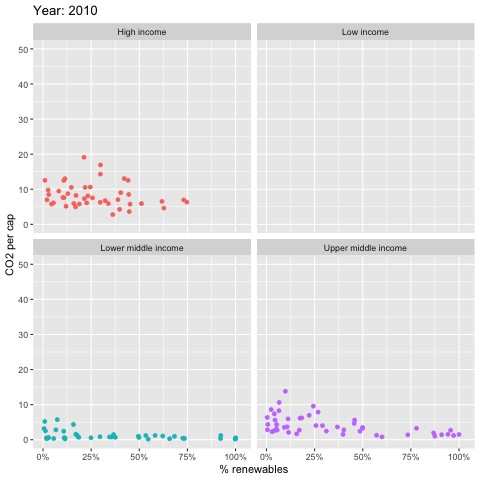 Year: 2010
High income
Low income
50
40
30
20
10
0
CO2 per cap
Lower middle income
Upper middle income
50
40
30
20
10
0
0% 25% 50% 75% 100% 0% 25% 50% 75% 100%
% renewables